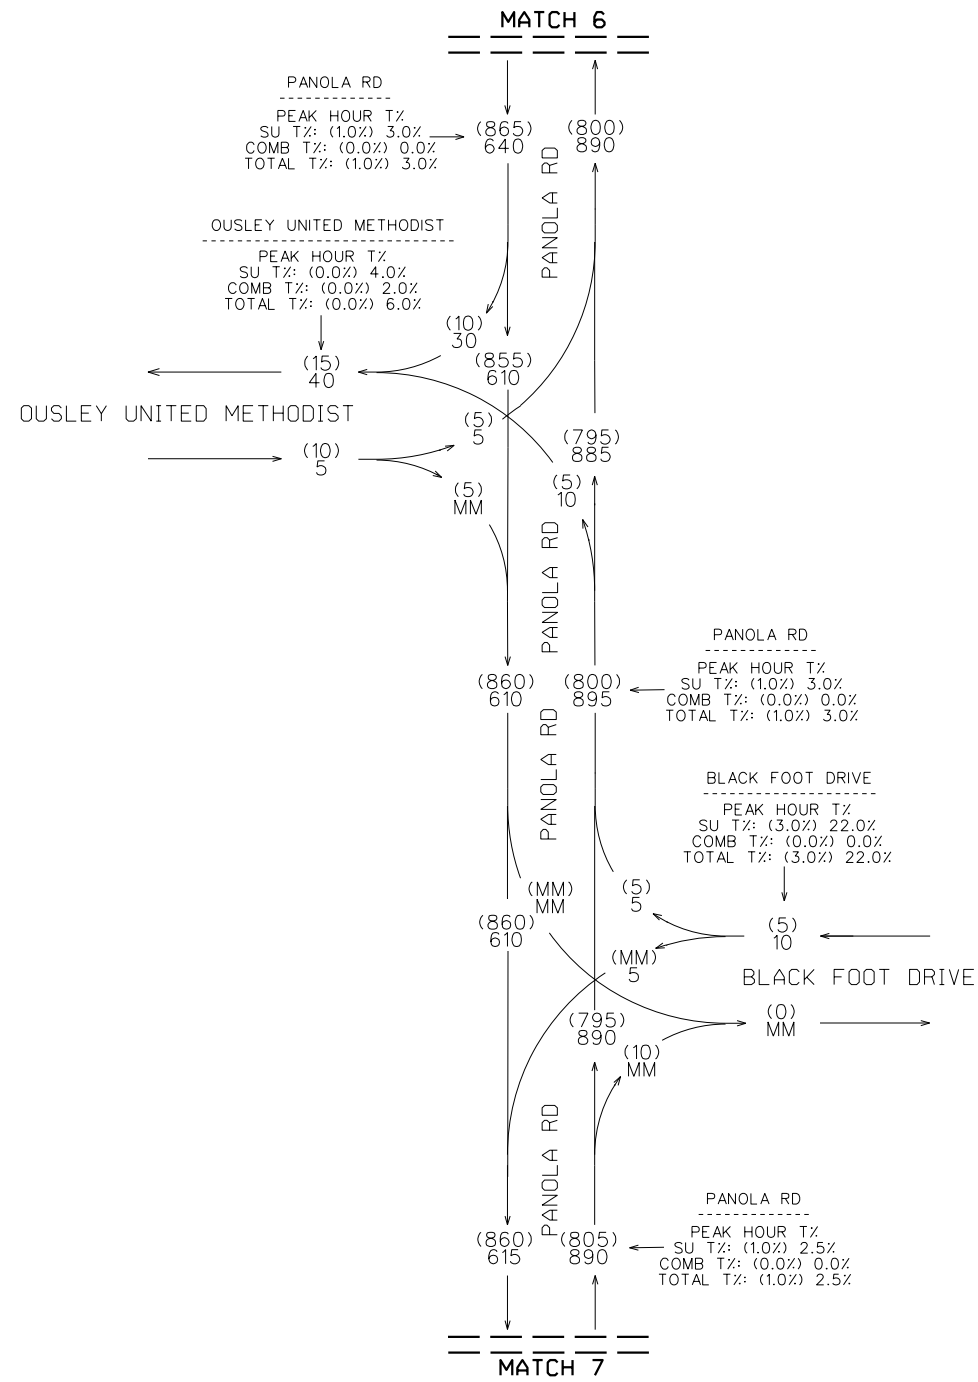 MATCH 6
PANOLA RD
PEAK HOUR T%
SU T%: (1.0%) 3.0%
COMB T%: (0.0%) 0.0%
TOTAL T%: (1.0%) 3.0%
(865)
640
(800)
890
PANOLA RD
OUSLEY UNITED METHODIST
PEAK HOUR T%
SU T%: (0.0%) 4.0%
COMB T%: (0.0%) 2.0%
TOTAL T%: (0.0%) 6.0%
(10)
30
(15)
40
(855)
610
OUSLEY UNITED METHODIST
(5)
5
(795)
885
(10)
5
(5)
MM
(5)
10
PANOLA RD
PANOLA RD
PEAK HOUR T%
SU T%: (1.0%) 3.0%
COMB T%: (0.0%) 0.0%
TOTAL T%: (1.0%) 3.0%
(860)
610
(800)
895
PANOLA RD
BLACK FOOT DRIVE
PEAK HOUR T%
SU T%: (3.0%) 22.0%
COMB T%: (0.0%) 0.0%
TOTAL T%: (3.0%) 22.0%
(MM)
MM
(5)
5
(860)
610
(5)
10
(MM)
5
BLACK FOOT DRIVE
(795)
890
(0)
MM
(10)
MM
PANOLA RD
PANOLA RD
PEAK HOUR T%
SU T%: (1.0%) 2.5%
COMB T%: (0.0%) 0.0%
TOTAL T%: (1.0%) 2.5%
(860)
615
(805)
890
MATCH 7